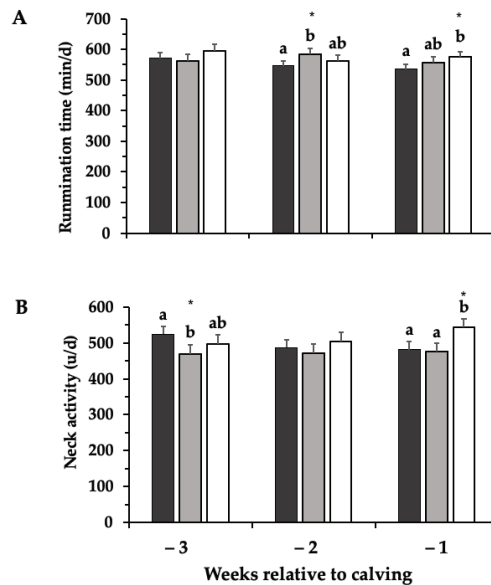 A
Runmination time (min/d)
700
600
500
400
300
200
100
0
*
a
b
ab
*
a
ab
b
B
Neck activity (u/d)
600
500
400
300
200
100
0
*
a
b
ab
*
a
a
b
– 3
– 2
– 1
Weeks relative to calving